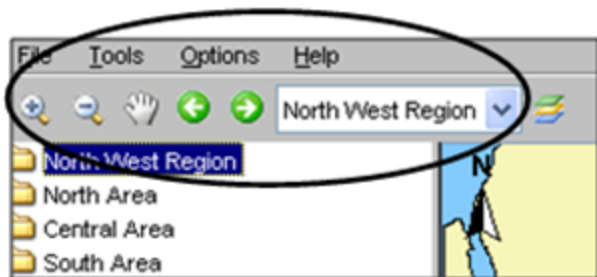 File Tools Options Help
North West Region
North West Region
North Area
Central Area
South Area
N